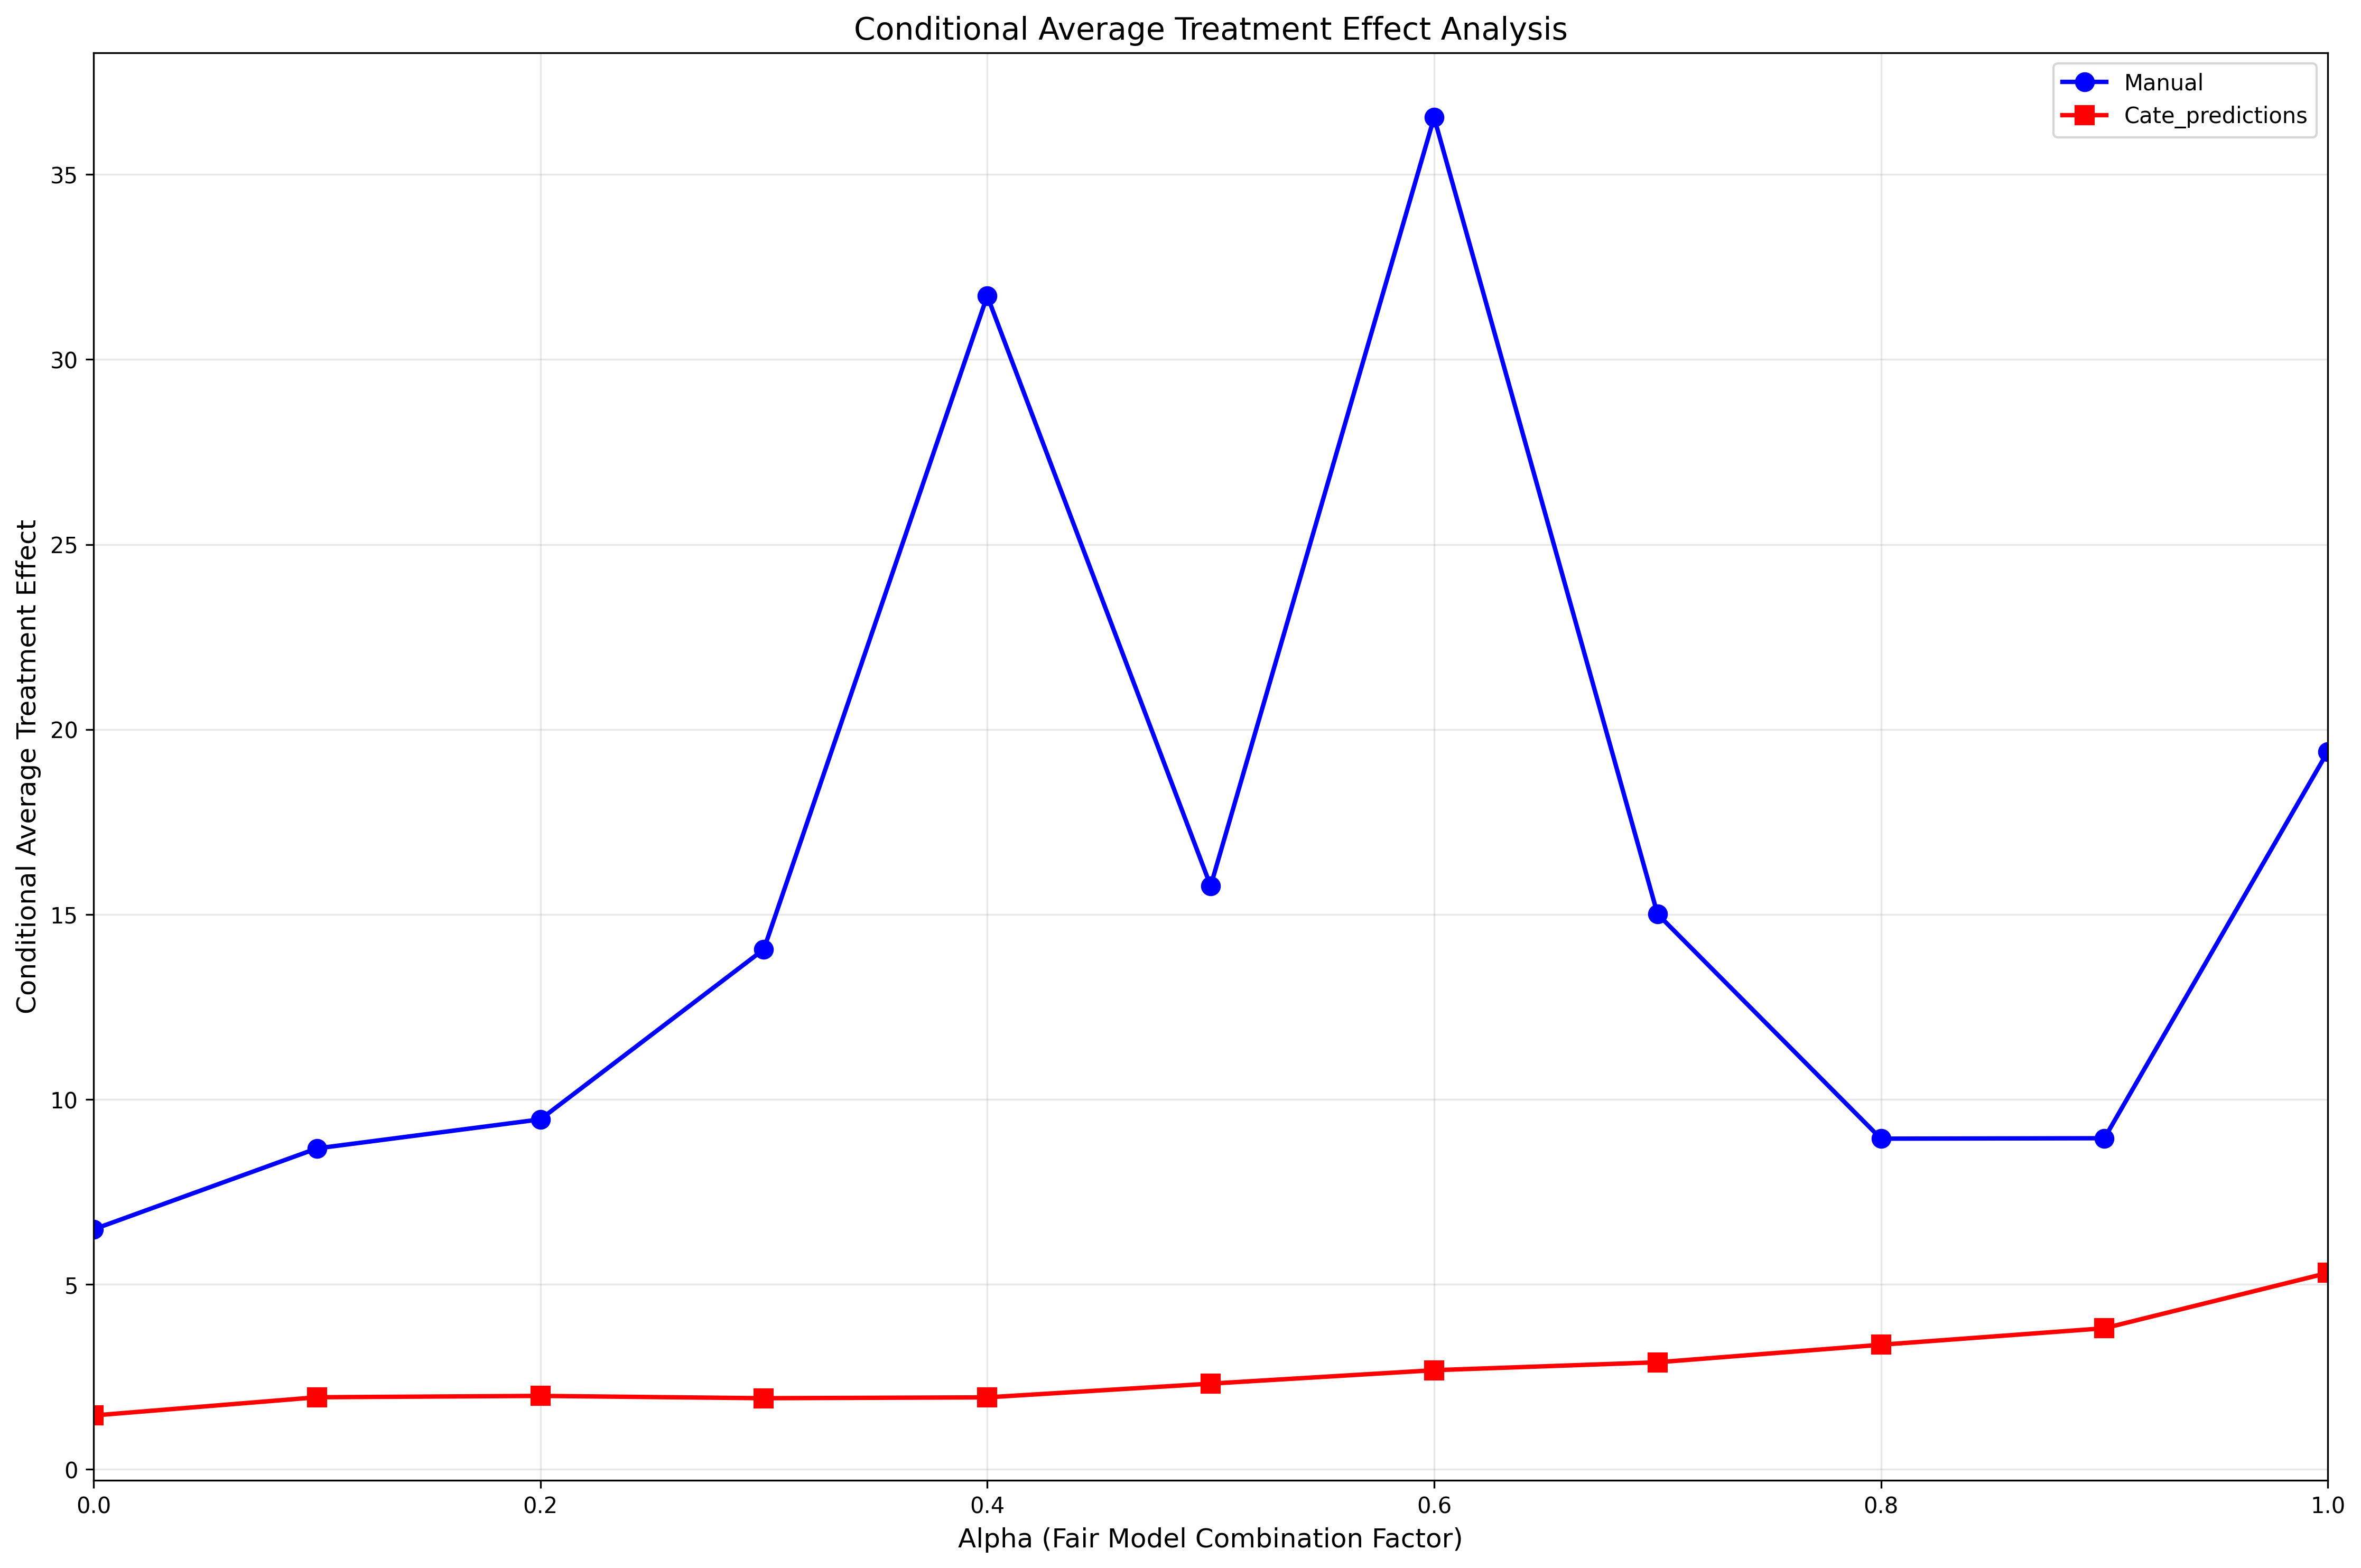 Conditional Average Treatment Effect Analysis
Manual
Cate_predictions
Conditional Average Treatment Effect
35
30
25
20
15
10
5
0
0.0 0.2 0.4 0.6 0.8 1.0
Alpha (Fair Model Combination Factor)